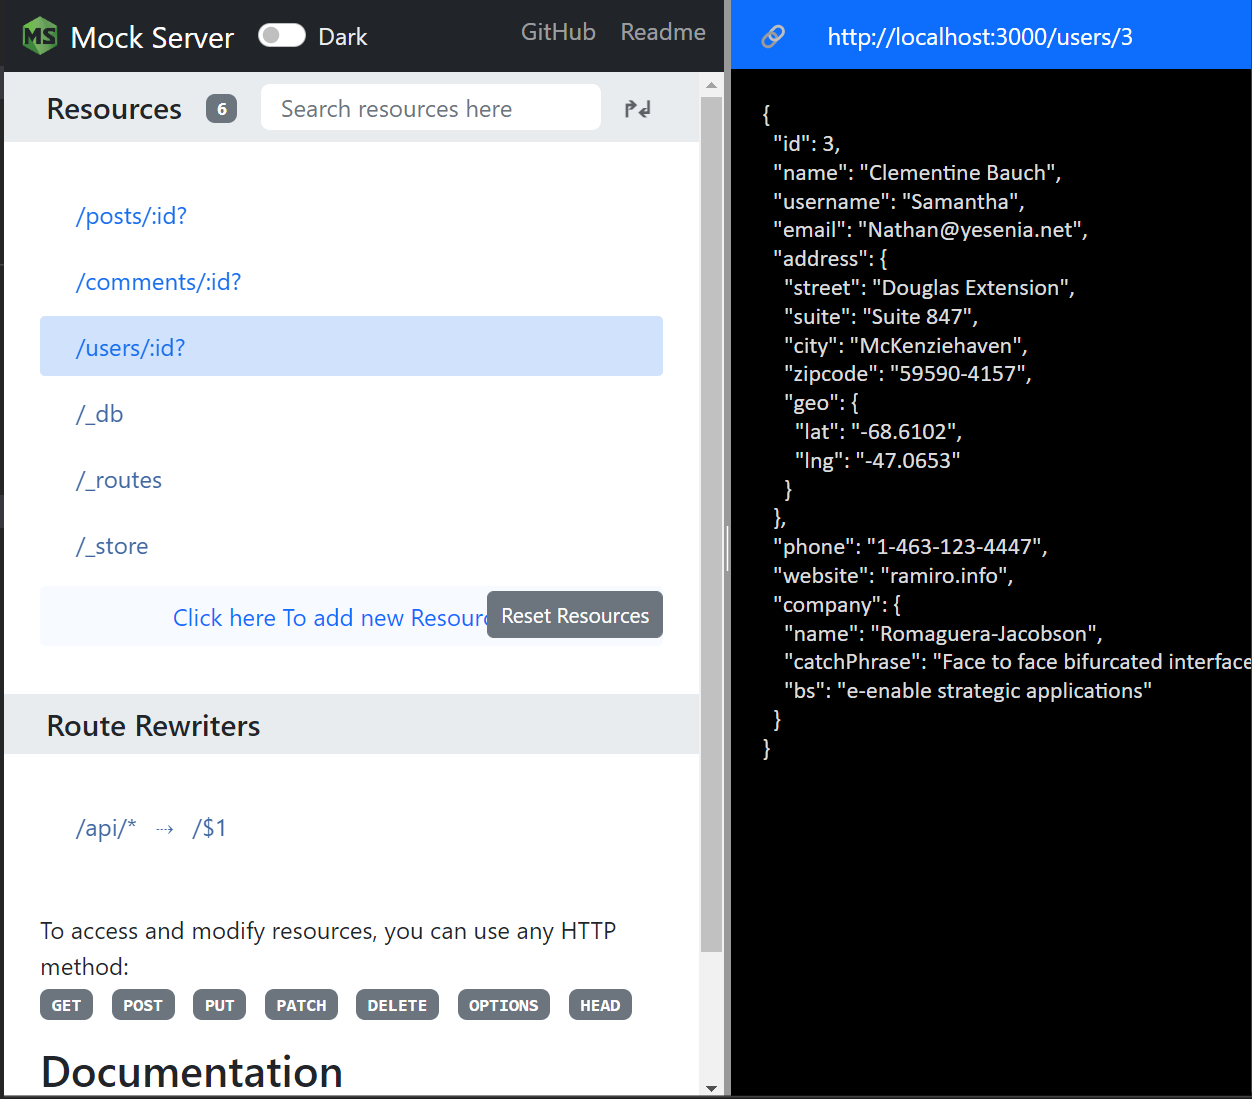 MS Mock Server Dark GitHub Readme
Resources 6 Search resources here
/posts/:id?
/comments/:id?
/users/:id?
/_db
/_routes
/_store
Click here To add new Resour
Reset Resources
Route Rewriters
/api/* ⇢ /$1
To access and modify resources, you can use any HTTP
method:
GET POST PUT PATCH DELETE OPTIONS HEAD
Documentation
http://localhost:3000/users/3
{
  "id": 3,
  "name": "Clementine Bauch",
  "username": "Samantha",
  "email": "Nathan@yesenia.net",
  "address": {
    "street": "Douglas Extension",
    "suite": "Suite 847",
    "city": "McKenziehaven",
    "zipcode": "59590-4157",
    "geo": {
      "lat": "-68.6102",
      "lng": "-47.0653"
    }
  },
  "phone": "1-463-123-4447",
  "website": "ramiro.info",
  "company": {
    "name": "Romaguera-Jacobson",
    "catchPhrase": "Face to face bifurcated interface
    "bs": "e-enable strategic applications"
  }
}